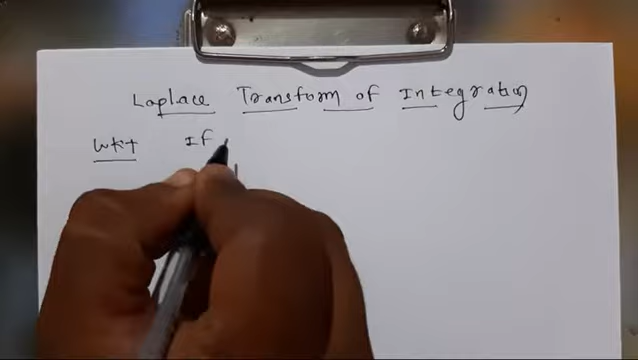 Laplace Transform of Integration
WKT If